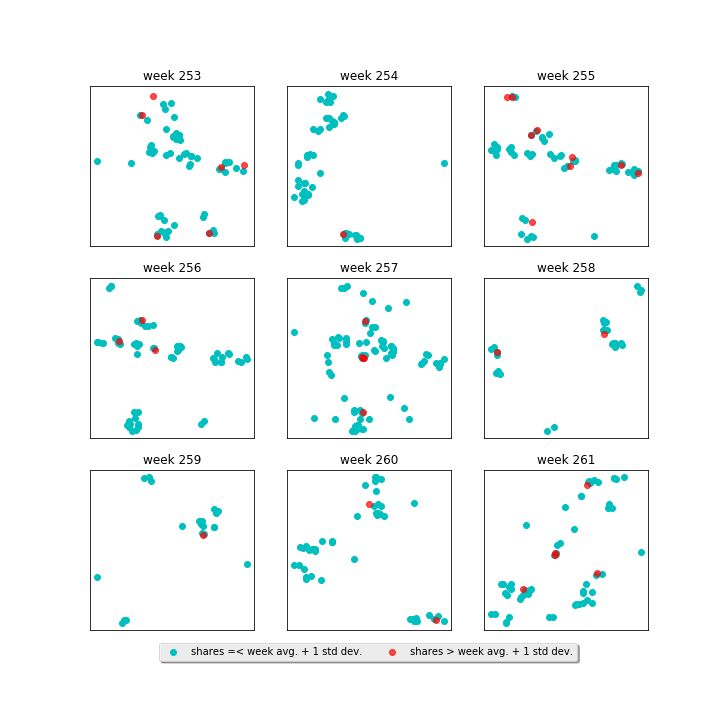 week 253
week 254
week 255
week 256
week 257
week 258
week 259
week 260
week 261
shares =< week avg. + 1 std dev.
shares > week avg. + 1 std dev.